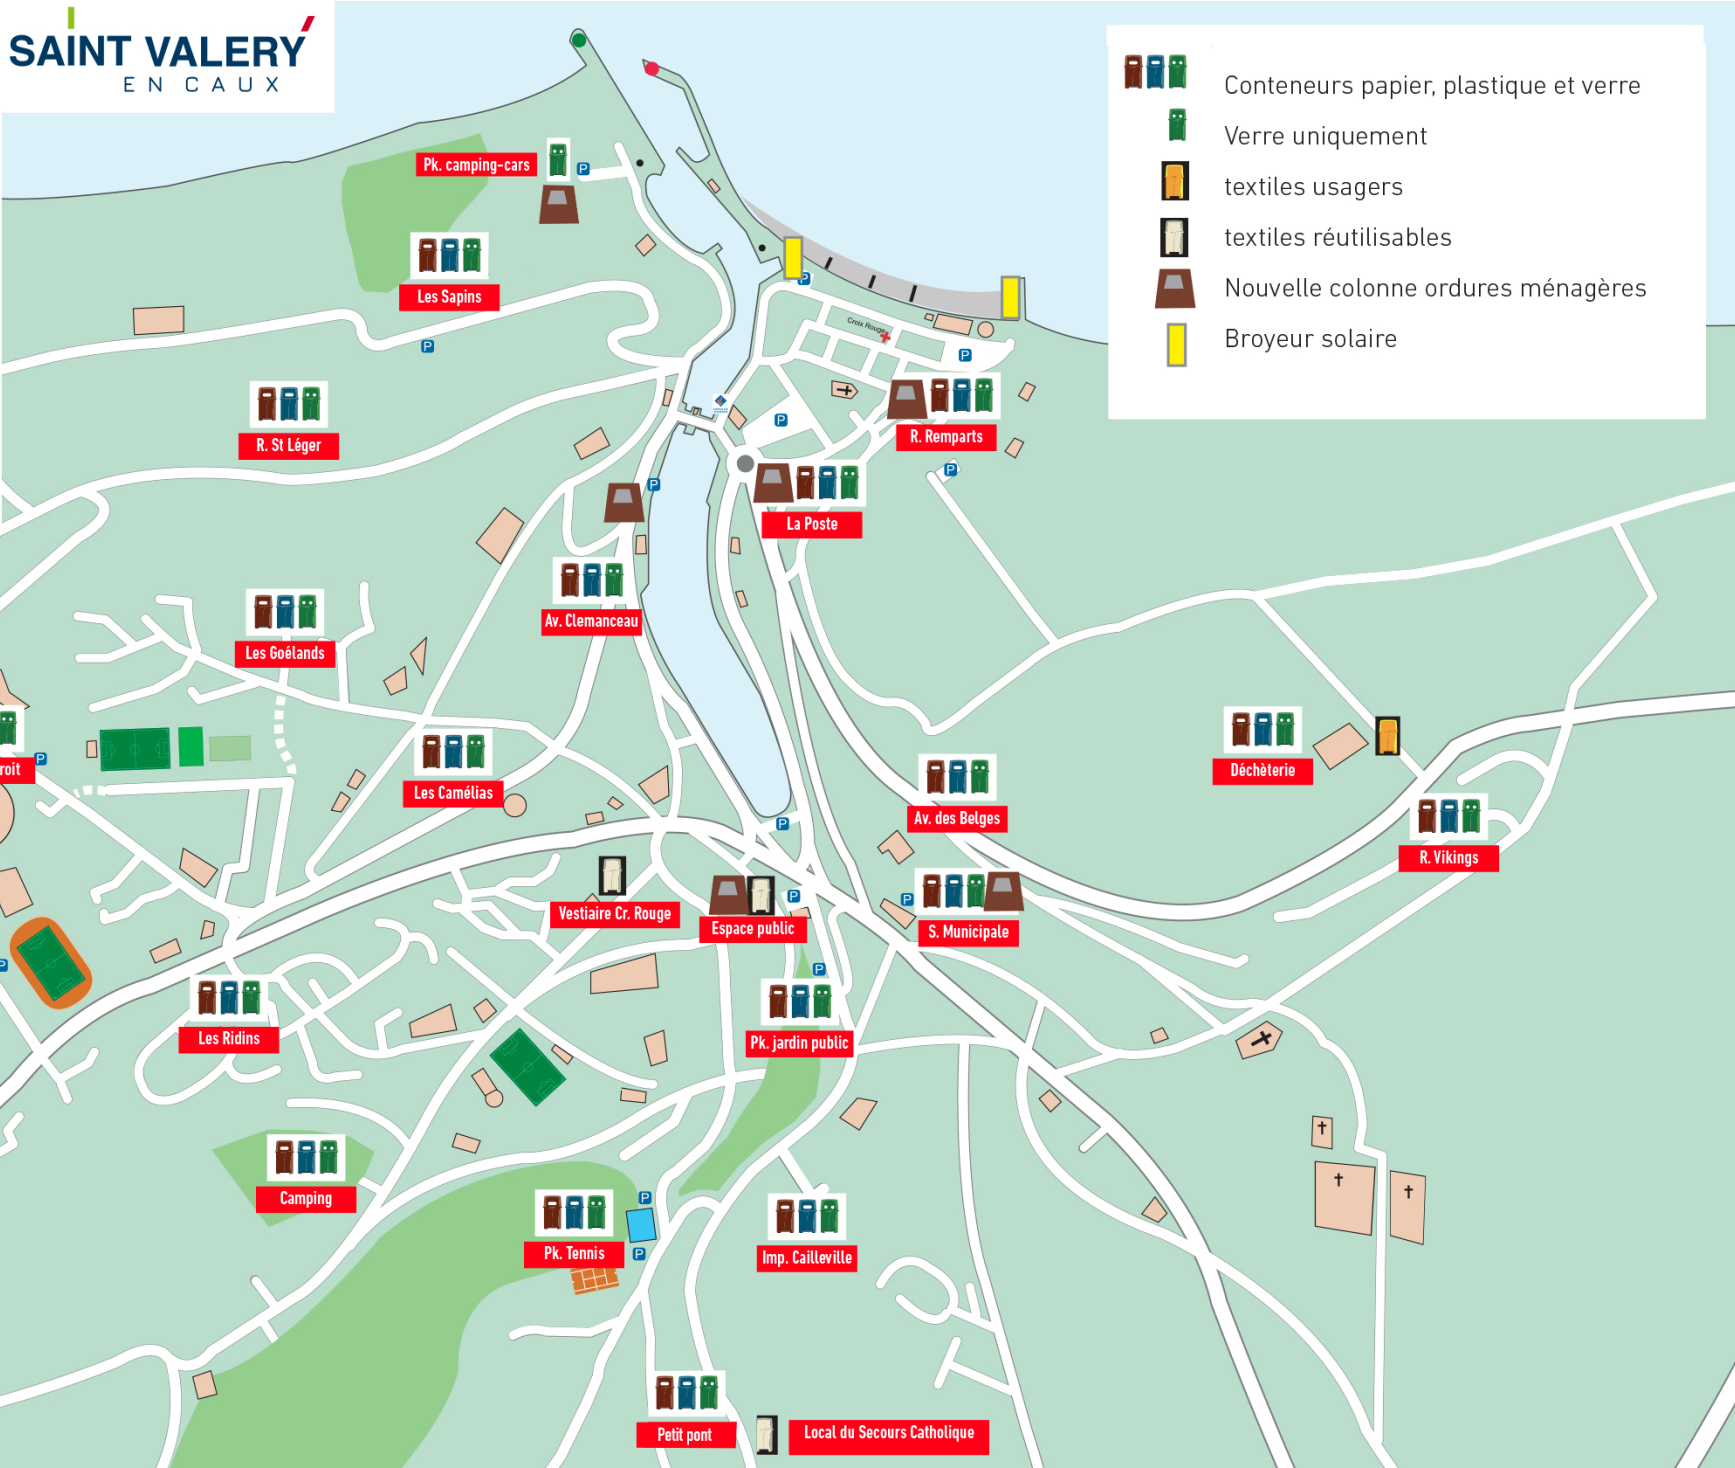 SAINT VALERY
EN CAUX
Conteneurs papier, plastique et verre
Verre uniquement
textiles usagers
textiles réutilisables
Nouvelle colonne ordures ménagères
Broyeur solaire
Pk. camping-cars
P
Les Sapins
P
P
Croix Rouge
P
R. St Léger
P
R. Remparts
P
P
La Poste
Av. Clemanceau
Les Goélands
roit
P
Les Camélias
Déchèterie
Av. des Belges
P
R. Vikings
Vestiaire Cr. Rouge
P
P
Espace public
S. Municipale
P
P
Les Ridins
Pk. jardin public
Camping
P
Pk. Tennis
P
Imp. Cailleville
Petit pont
Local du Secours Catholique